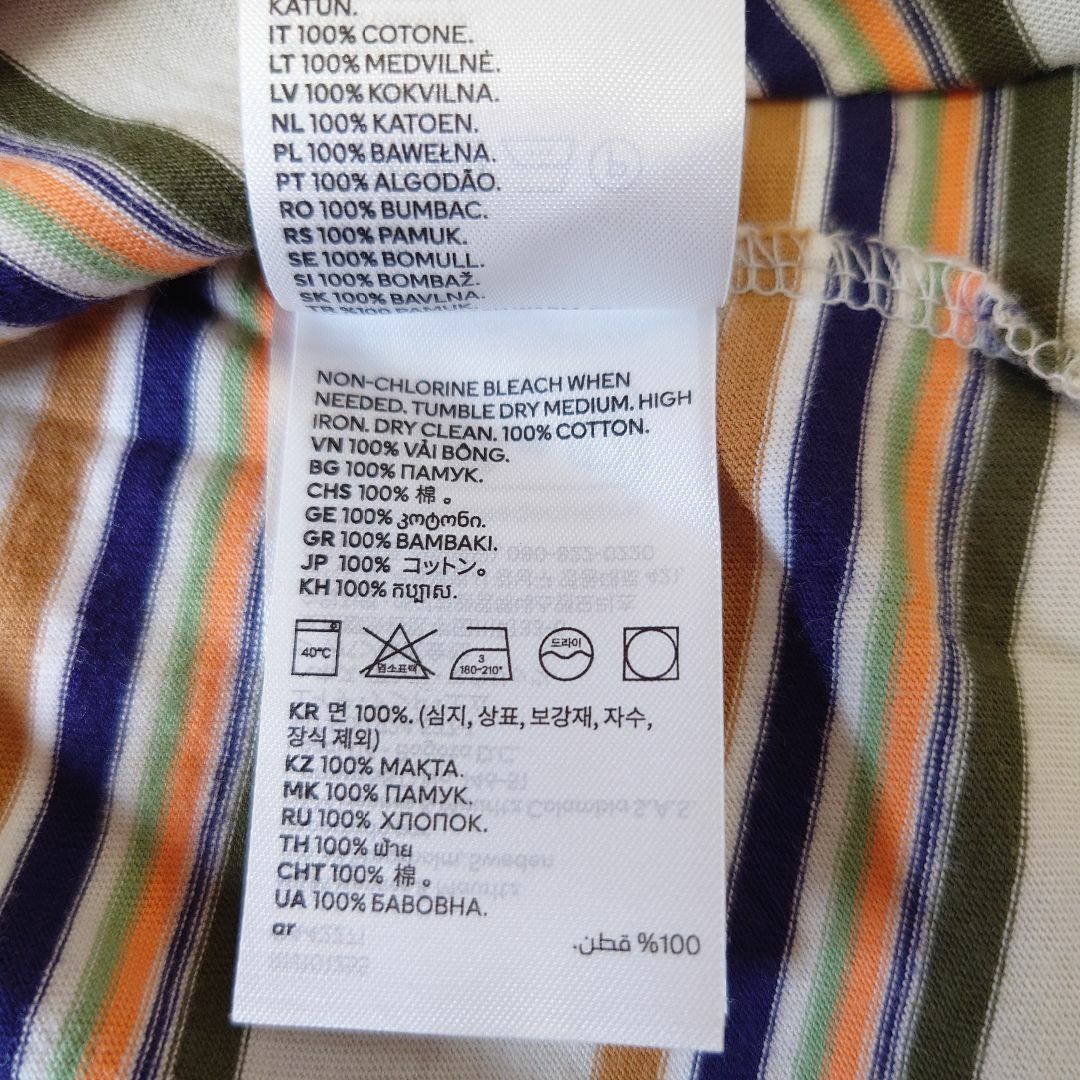 KATUN.
IT 100% COTONE.
LT 100% MEDVILNĖ.
LV 100% KOKVILNA.
NL 100% KATOEN.
PL 100% BAWEŁNA.
PT 100% ALGODÃO.
RO 100% BUMBAC.
RS 100% PAMUK.
SE 100% BOMULL.
SI 100% BOMBAŽ.
SK 100% BAVLNA.
TR %100 PAMUK.
NON-CHLORINE BLEACH WHEN
NEEDED. TUMBLE DRY MEDIUM. HIGH
IRON. DRY CLEAN. 100% COTTON.
VN 100% VẢI BÔNG.
BG 100% ПАМУК.
CHS 100% 棉 。
GE 100% კოტონი.
GR 100% ΒΑΜΒΑΚΙ.
JP 100% コットン。
KH 100% កប្បាស.
40℃
염소표백
3
180~210°
드라이
KR 면 100%. (심지, 상표, 보강재, 자수,
장식 제외)
KZ 100% МАҚТА.
MK 100% ПАМУК.
RU 100% ХЛОПОК.
TH 100% ฝ้าย
CHT 100% 棉 。
UA 100% БАВОВНА.
ar
100% قطن.